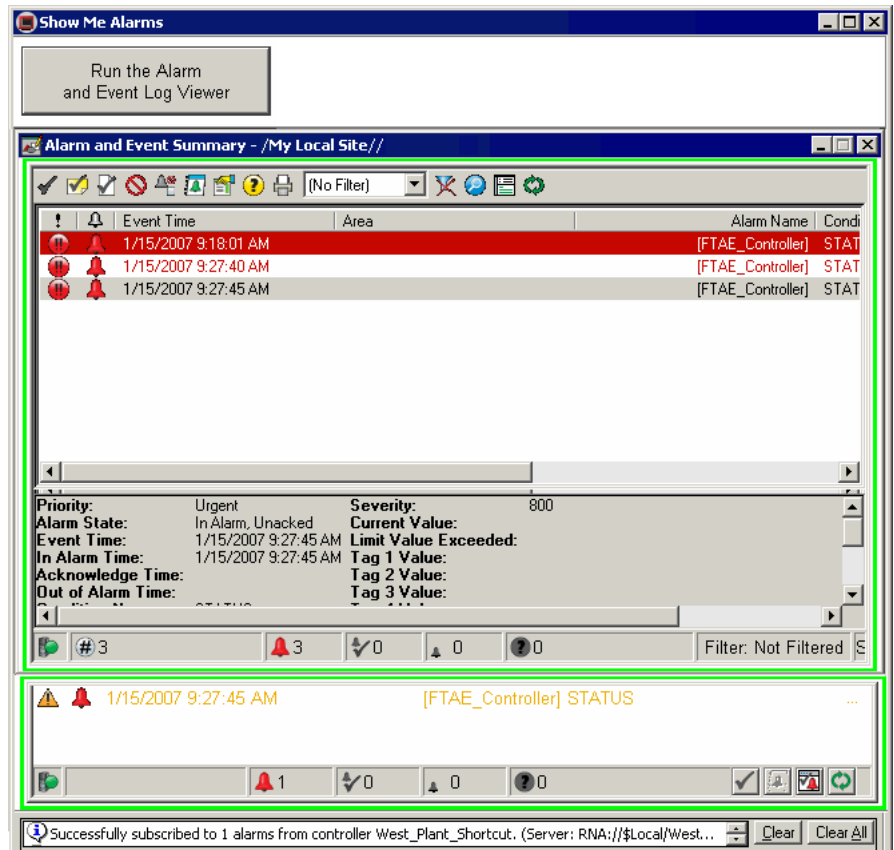 Show Me Alarms
Run the Alarm
and Event Log Viewer
Alarm and Event Summary - /My Local Site//
(No Filter)
! Event Time Area Alarm Name Condi
1/15/2007 9:18:01 AM [FTAE_Controller] STAT
1/15/2007 9:27:40 AM [FTAE_Controller] STAT
1/15/2007 9:27:45 AM [FTAE_Controller] STAT
Priority: Urgent Severity: 800
Alarm State: In Alarm, Unacked Current Value:
Event Time: 1/15/2007 9:27:45 AM Limit Value Exceeded:
In Alarm Time: 1/15/2007 9:27:45 AM Tag 1 Value:
Acknowledge Time: Tag 2 Value:
Out of Alarm Time: Tag 3 Value:
# 3 3 0 0 ? 0 Filter: Not Filtered S
1/15/2007 9:27:45 AM [FTAE_Controller] STATUS ...
1 0 0 ? 0
Successfully subscribed to 1 alarms from controller West_Plant_Shortcut. (Server: RNA://$Local/West... Clear Clear All